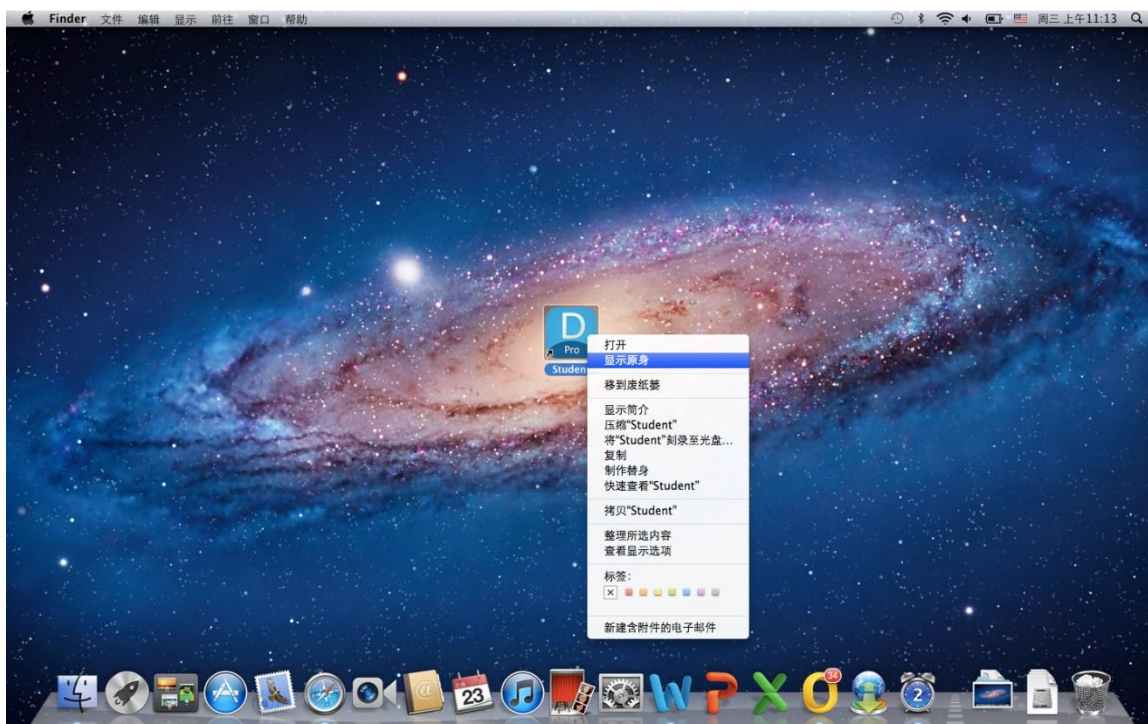 Finder 文件 编辑 显示 前往 窗口 帮助 周三 上午11:13
D
Pro
Student
打开
显示原身
移到废纸篓
显示简介
压缩“Student”
将“Student”刻录至光盘...
复制
制作替身
快速查看“Student”
拷贝“Student”
整理所选内容
查看显示选项
标签:
新建含附件的电子邮件
23
34
2